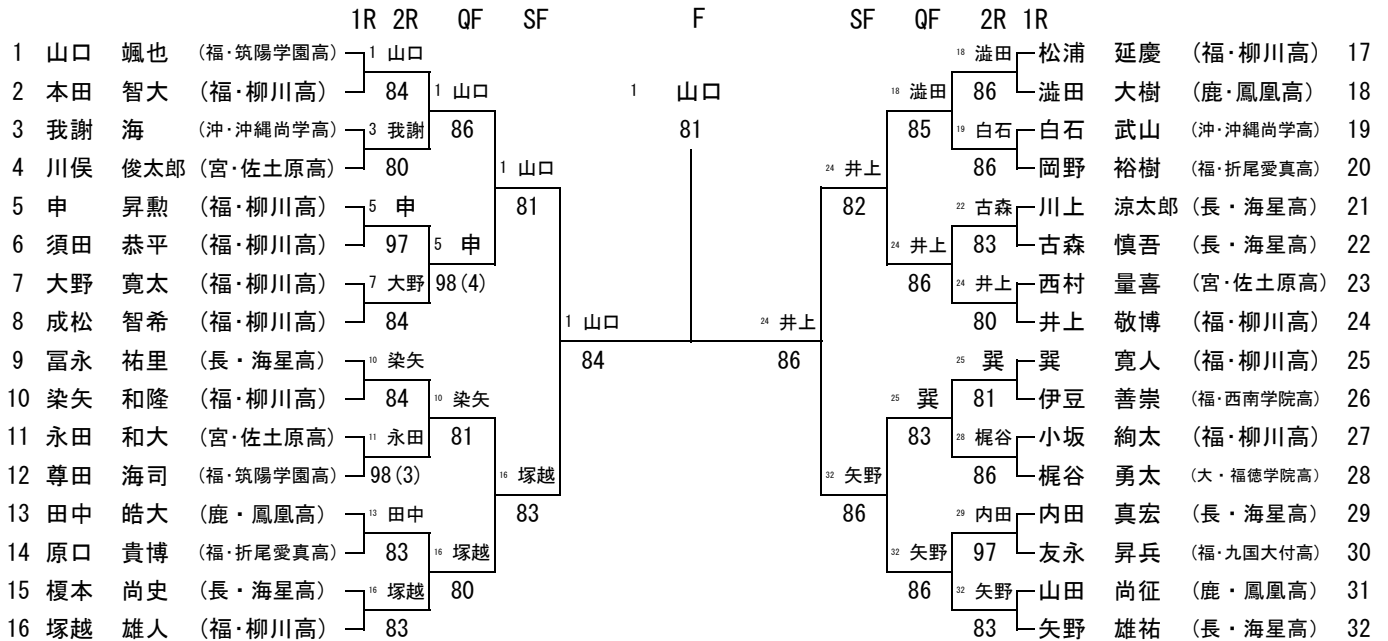 1R 2R QF SF F SF QF 2R 1R
1 山口 颯也 (福・筑陽学園高) 1 山口 18 澁田 松浦 延慶 (福・柳川高) 17
2 本田 智大 (福・柳川高) 84 1 山口 1 山口 18 澁田 86 澁田 大樹 (鹿・鳳凰高) 18
3 我謝 海 (沖・沖縄尚学高) 3 我謝 86 81 85 19 白石 白石 武山 (沖・沖縄尚学高) 19
4 川俣 俊太郎 (宮・佐土原高) 80 1 山口 24 井上 86 岡野 裕樹 (福・折尾愛真高) 20
5 申 昇勲 (福・柳川高) 5 申 81 82 22 古森 川上 涼太郎 (長・海星高) 21
6 須田 恭平 (福・柳川高) 97 5 申 24 井上 83 古森 慎吾 (長・海星高) 22
7 大野 寛太 (福・柳川高) 7 大野 98(4) 86 24 井上 西村 量喜 (宮・佐土原高) 23
8 成松 智希 (福・柳川高) 84 1 山口 24 井上 80 井上 敬博 (福・柳川高) 24
9 冨永 祐里 (長・海星高) 10 染矢 84 86 25 巽 巽 寛人 (福・柳川高) 25
10 染矢 和隆 (福・柳川高) 84 10 染矢 25 巽 81 伊豆 善崇 (福・西南学院高) 26
11 永田 和大 (宮・佐土原高) 11 永田 81 83 28 梶谷 小坂 絢太 (福・柳川高) 27
12 尊田 海司 (福・筑陽学園高) 98(3) 16 塚越 32 矢野 86 梶谷 勇太 (大・福徳学院高) 28
13 田中 皓大 (鹿・鳳凰高) 13 田中 83 86 29 内田 内田 真宏 (長・海星高) 29
14 原口 貴博 (福・折尾愛真高) 83 16 塚越 32 矢野 97 友永 昇兵 (福・九国大付高) 30
15 榎本 尚史 (長・海星高) 16 塚越 80 86 32 矢野 山田 尚征 (鹿・鳳凰高) 31
16 塚越 雄人 (福・柳川高) 83 83 矢野 雄祐 (長・海星高) 32